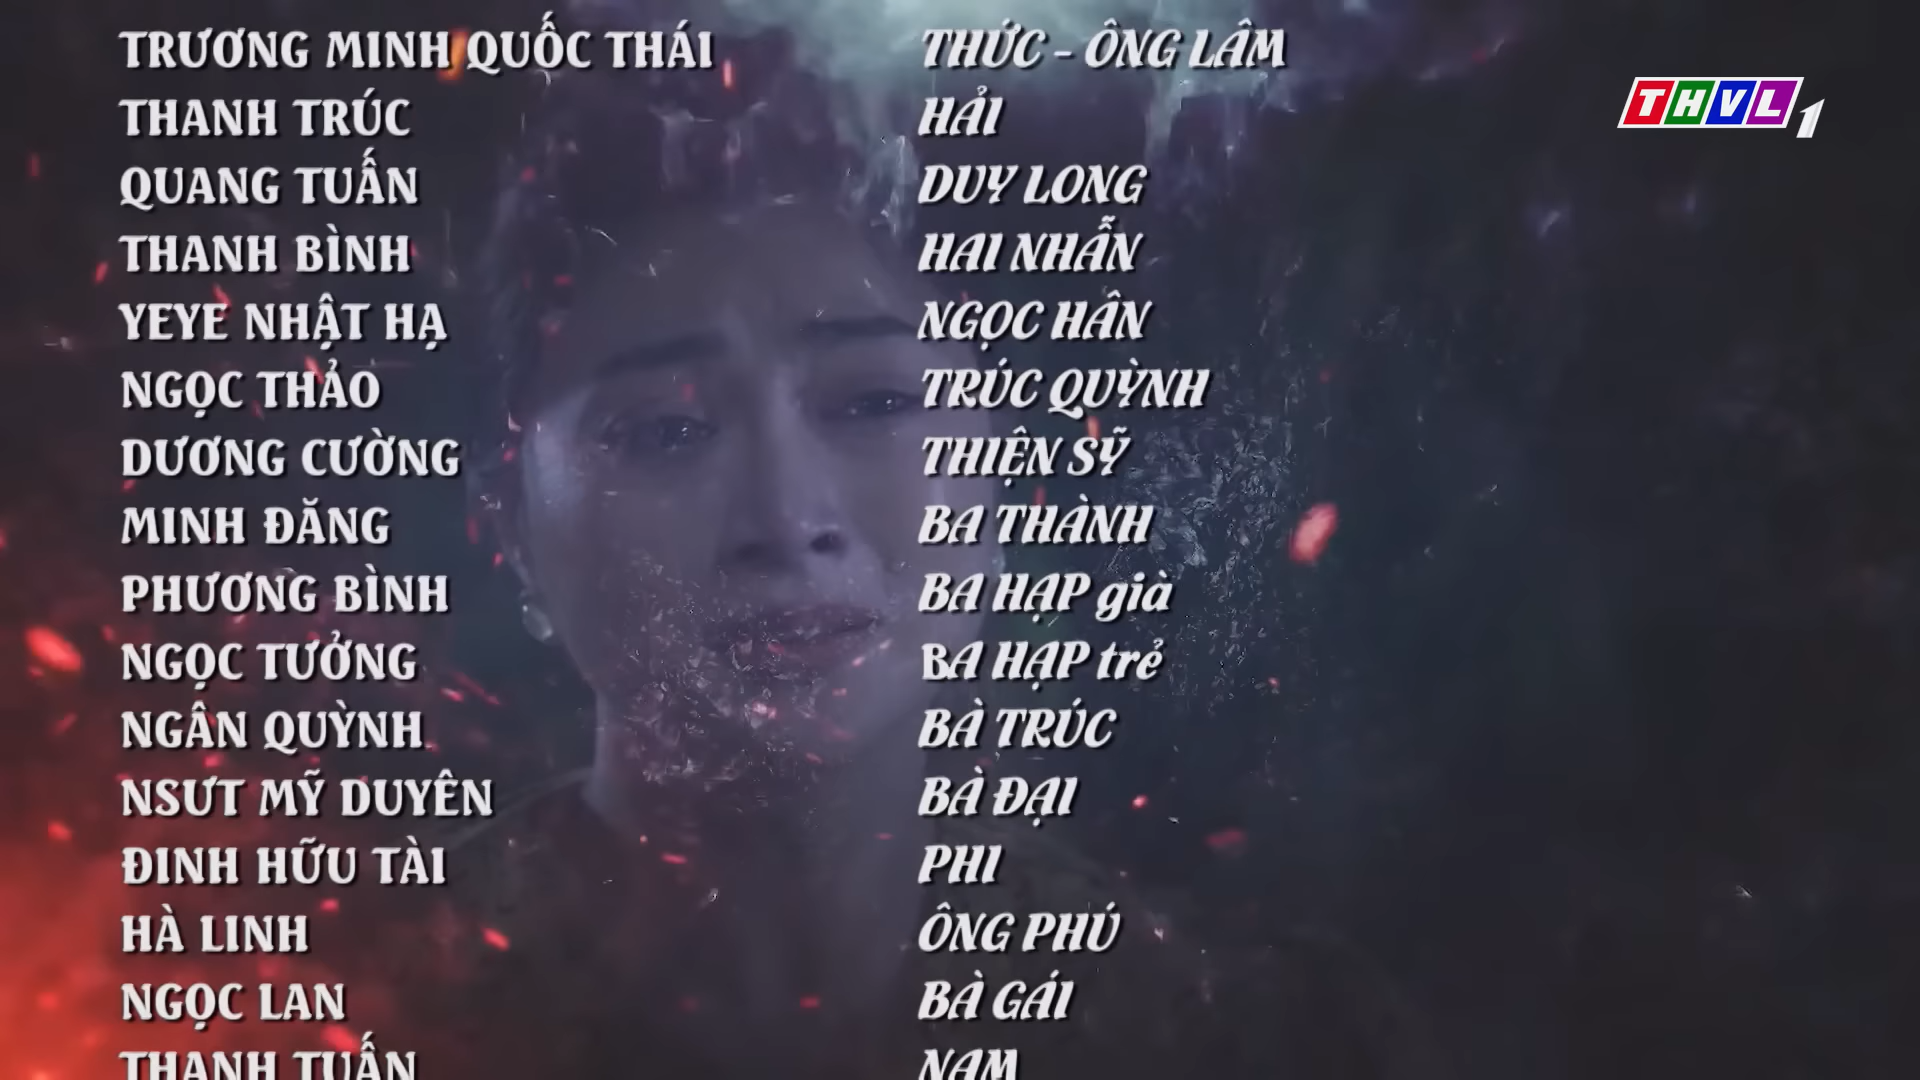 TRƯƠNG MINH QUỐC THÁI THỨC - ÔNG LÂM
THVL1
THANH TRÚC HẢI
QUANG TUẤN DUY LONG
THANH BÌNH HAI NHẪN
YEYE NHẬT HẠ NGỌC HÂN
NGỌC THẢO TRÚC QUỲNH
DƯƠNG CƯỜNG THIỆN SỸ
MINH ĐĂNG BA THÀNH
PHƯƠNG BÌNH BA HẠP già
NGỌC TƯỞNG BA HẠP trẻ
NGÂN QUỲNH BÀ TRÚC
NSƯT MỸ DUYÊN BÀ ĐẠI
ĐINH HỮU TÀI PHI
HÀ LINH ÔNG PHÚ
NGỌC LAN BÀ GÁI
THANH TUẤN NAM